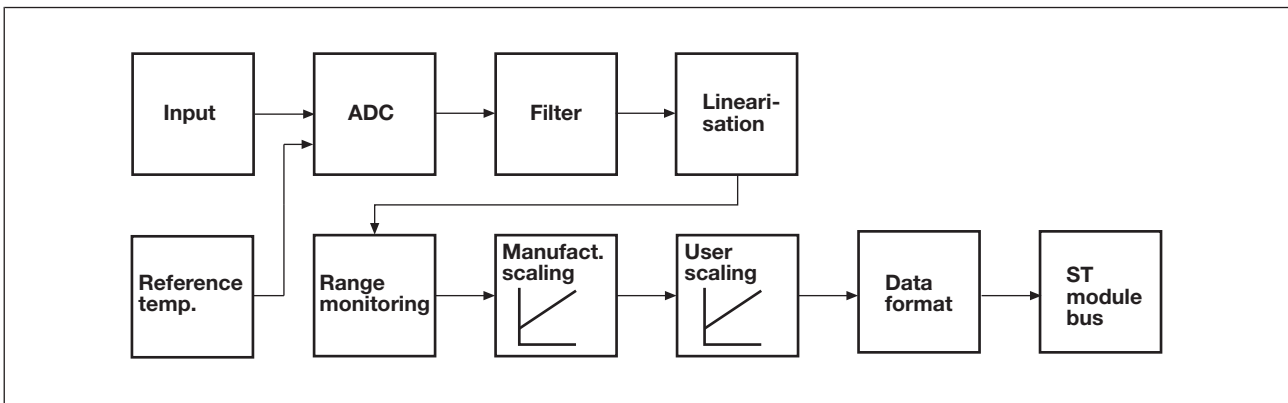 Input
ADC
Filter
Lineari-
sation
Reference
temp.
Range
monitoring
Manufact.
scaling
User
scaling
Data
format
ST
module
bus